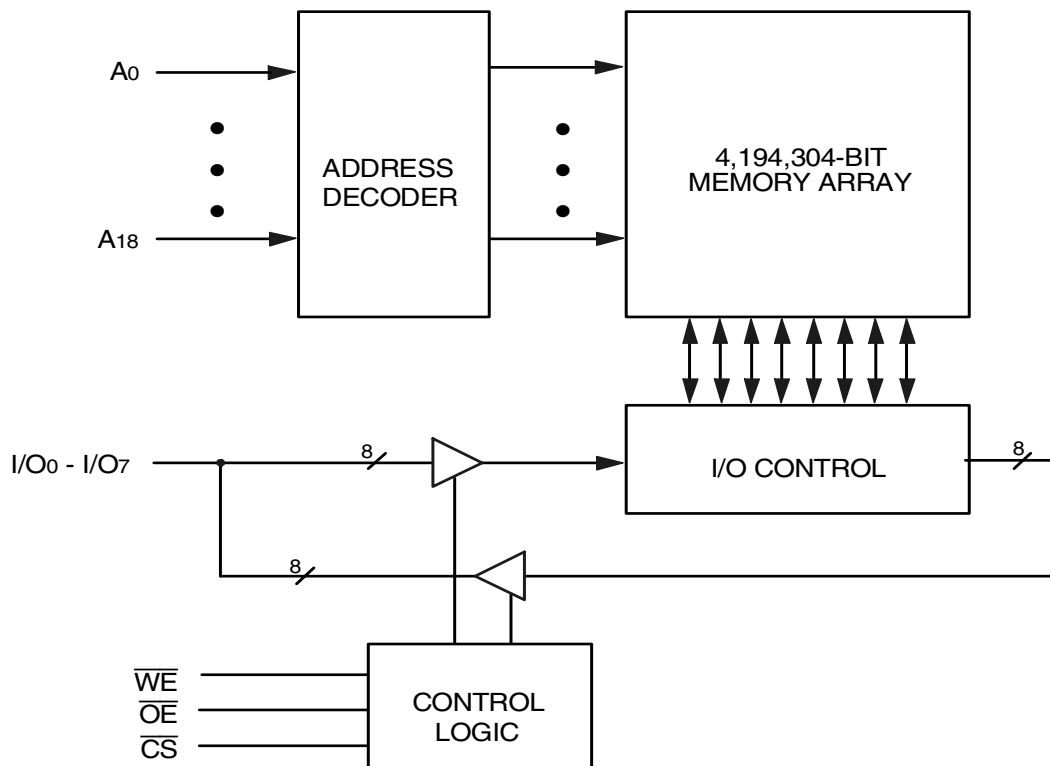 A0
A18
ADDRESS
DECODER
4,194,304-BIT
MEMORY ARRAY
I/O0 - I/O7
8
I/O CONTROL
8
8
WE
OE
CS
CONTROL
LOGIC